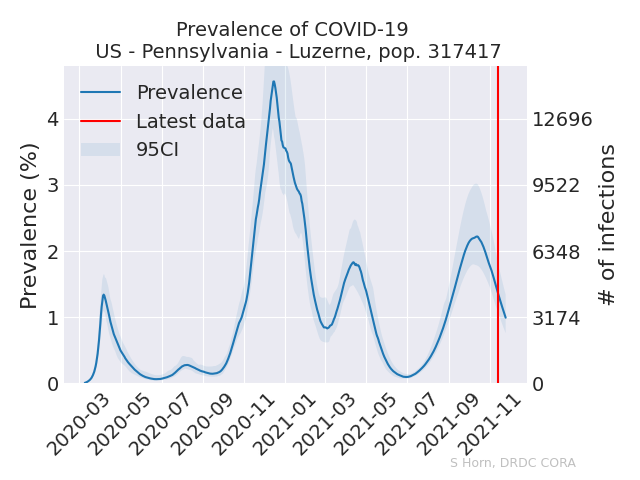 Prevalence of COVID-19
US - Pennsylvania - Luzerne, pop. 317417
Prevalence
Latest data
95CI
Prevalence (%)
4
3
2
1
0
12696
9522
6348
3174
0
# of infections
2020-03
2020-05
2020-07
2020-09
2020-11
2021-01
2021-03
2021-05
2021-07
2021-09
2021-11
S Horn, DRDC CORA